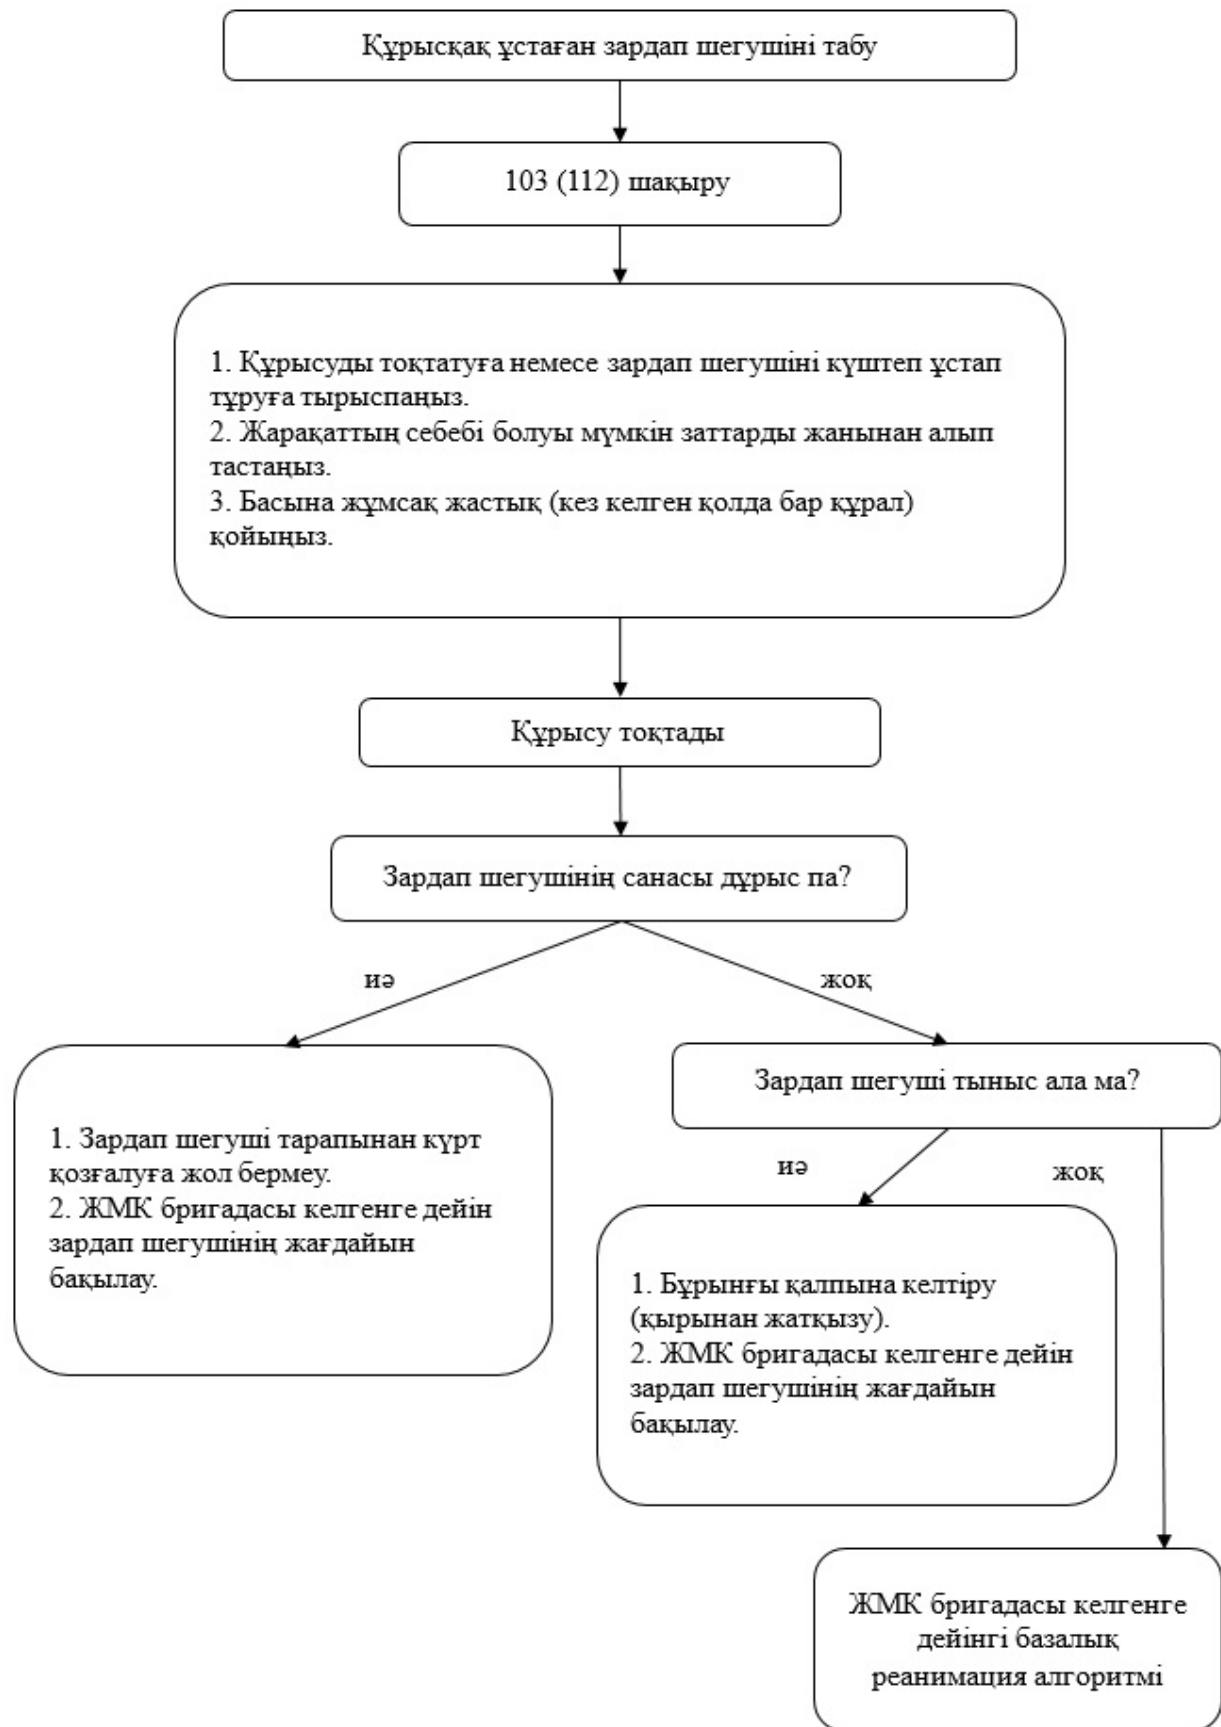 Құрысқақ ұстаған зардап шегушіні табу
103 (112) шақыру
1. Құрысуды тоқтатуға немесе зардап шегушіні күштеп ұстап
тұруға тырыспаңыз.
2. Жарақаттың себебі болуы мүмкін заттарды жанынан алып
тастаңыз.
3. Басына жұмсақ жастық (кез келген қолда бар құрал)
қойыңыз.
Құрысу тоқтады
Зардап шегушінің санасы дұрыс па?
иә
жоқ
1. Зардап шегуші тарапынан күрт
қозғалуға жол бермеу.
2. ЖМК бригадасы келгенге дейін
зардап шегушінің жағдайын
бақылау.
Зардап шегуші тыныс ала ма?
иә
жоқ
1. Бұрынғы қалпына келтіру
(қырынан жатқызу).
2. ЖМК бригадасы келгенге дейін
зардап шегушінің жағдайын
бақылау.
ЖМК бригадасы келгенге
дейінгі базалық
реанимация алгоритмі